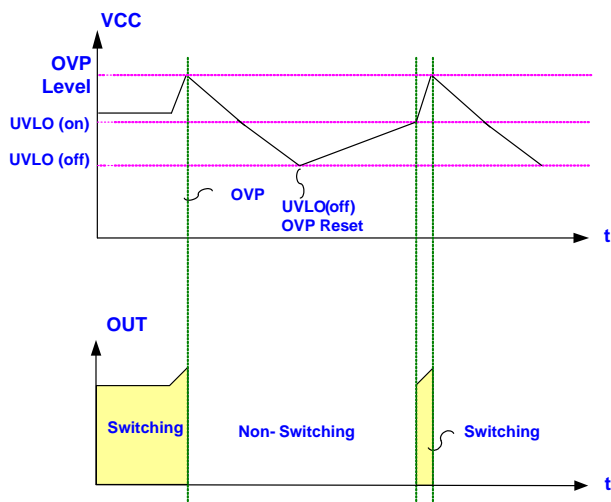 VCC
OVP
Level
UVLO (on)
UVLO (off)
OVP
UVLO(off)
OVP Reset
t
OUT
Switching
Non- Switching
Switching
t